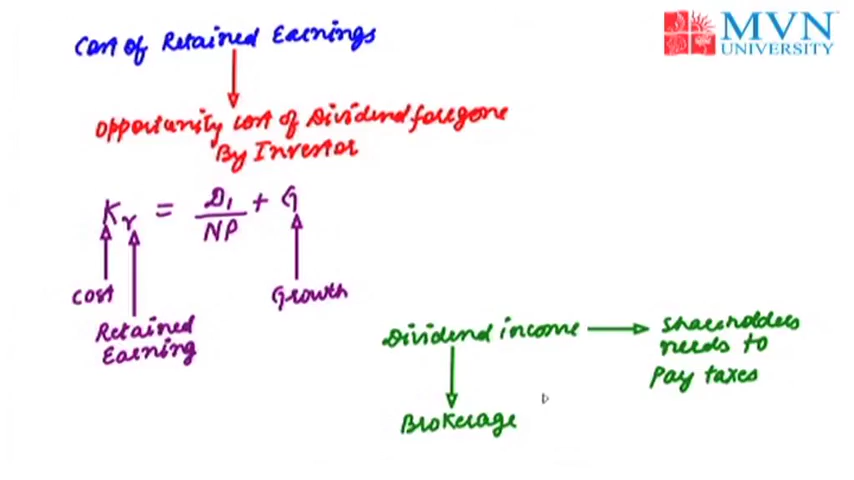 Cost of Retained Earnings
MVN
UNIVERSITY
Opportunity cost of Dividend foregone
By Investor
Kr = D1/NP + G
Cost
Growth
Retained
Earning
Dividend income
Shareholders
needs to
Pay taxes
Brokerage